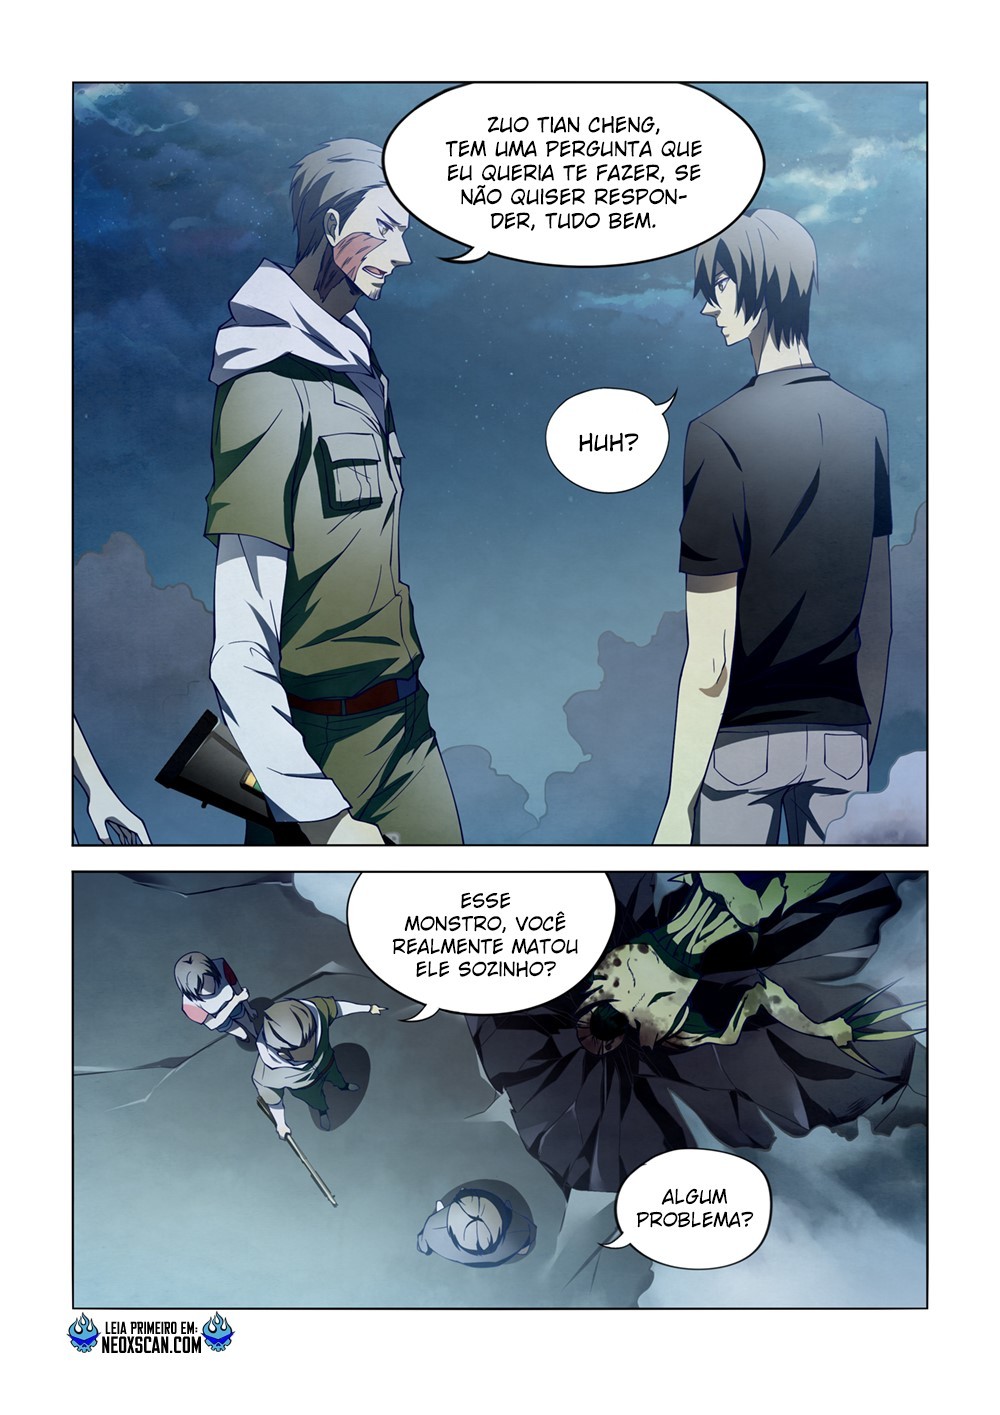 ZUO TIAN CHENG,
TEM UMA PERGUNTA QUE
EU QUERIA TE FAZER, SE
NÃO QUISER RESPON-
DER, TUDO BEM.
HUH?
ESSE
MONSTRO, VOCÊ
REALMENTE MATOU
ELE SOZINHO?
ALGUM
PROBLEMA?
LEIA PRIMEIRO EM:
NEOXSCAN.COM